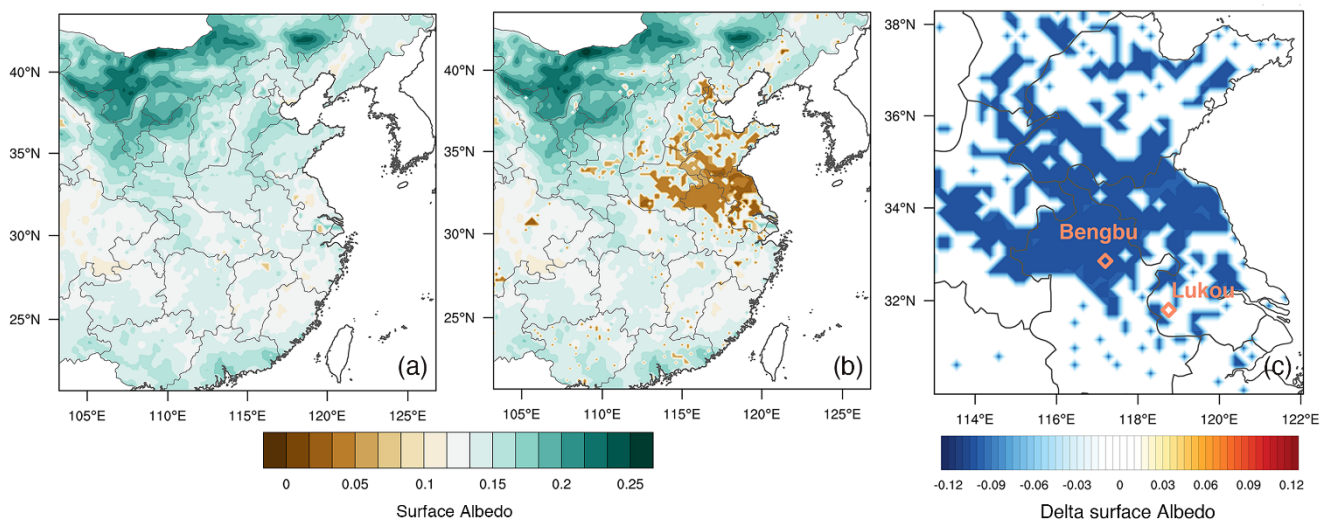 40°N
35°N
30°N
25°N
105°E 110°E 115°E 120°E 125°E
(a)
40°N
35°N
30°N
25°N
105°E 110°E 115°E 120°E 125°E
(b)
0 0.05 0.1 0.15 0.2 0.25
Surface Albedo
38°N
36°N
34°N
32°N
114°E 116°E 118°E 120°E 122°E
Bengbu
Lukou
(c)
-0.12 -0.09 -0.06 -0.03 0 0.03 0.06 0.09 0.12
Delta surface Albedo